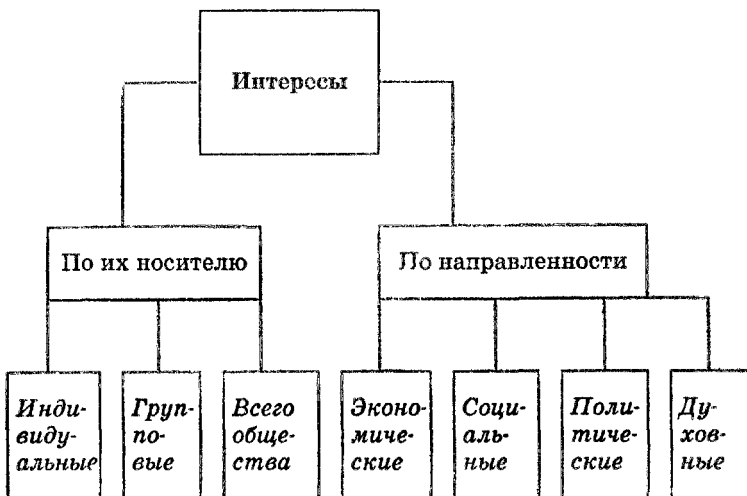 Интересы
По их носителю
По направленности
Инди-
виду-
альные
Груп-
по-
вые
Всего
обще-
ства
Эконо-
миче-
ские
Соци-
аль-
ные
Поли-
тиче-
ские
Ду-
хов-
ные